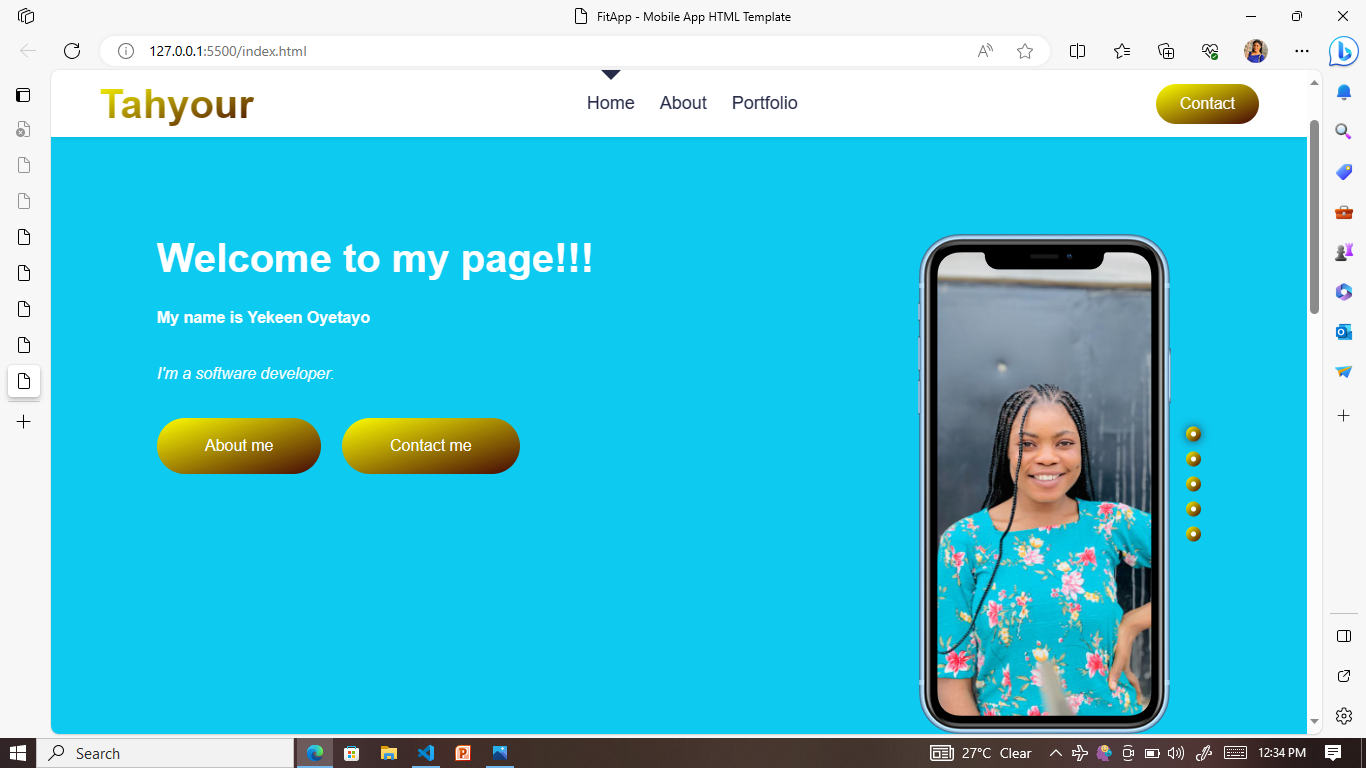 FitApp - Mobile App HTML Template
127.0.0.1:5500/index.html
Tahyour
Home About Portfolio
Contact
Welcome to my page!!!
My name is Yekeen Oyetayo
I'm a software developer.
About me Contact me
Search
27°C Clear
12:34 PM